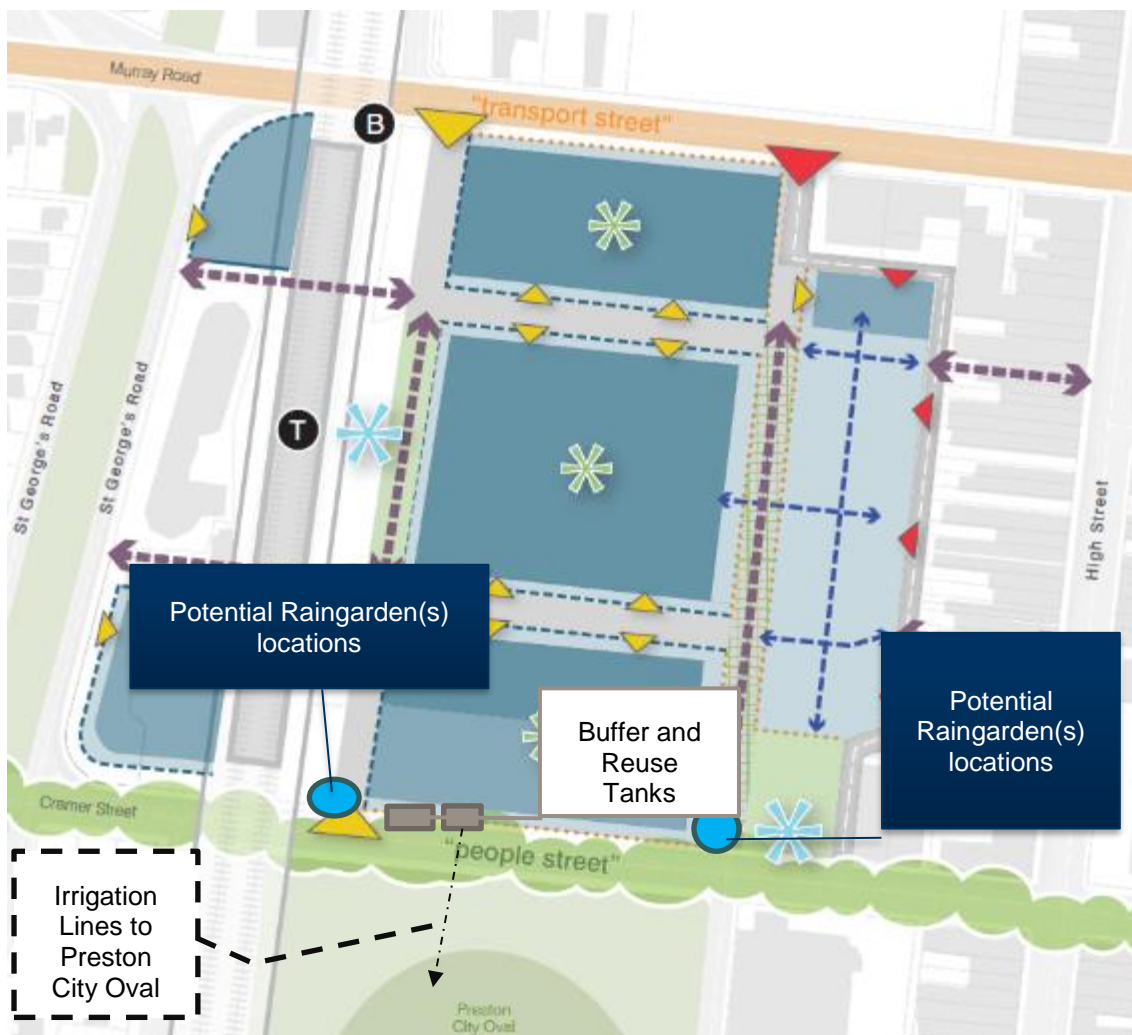 Murray Road
B
"transport street"
St George's Road
St George's Road
T
High Street
Potential Raingarden(s)
locations
Buffer and
Reuse
Tanks
Potential
Raingarden(s)
locations
Cramer Street
"people street"
Irrigation
Lines to
Preston
City Oval
Preston
City Oval